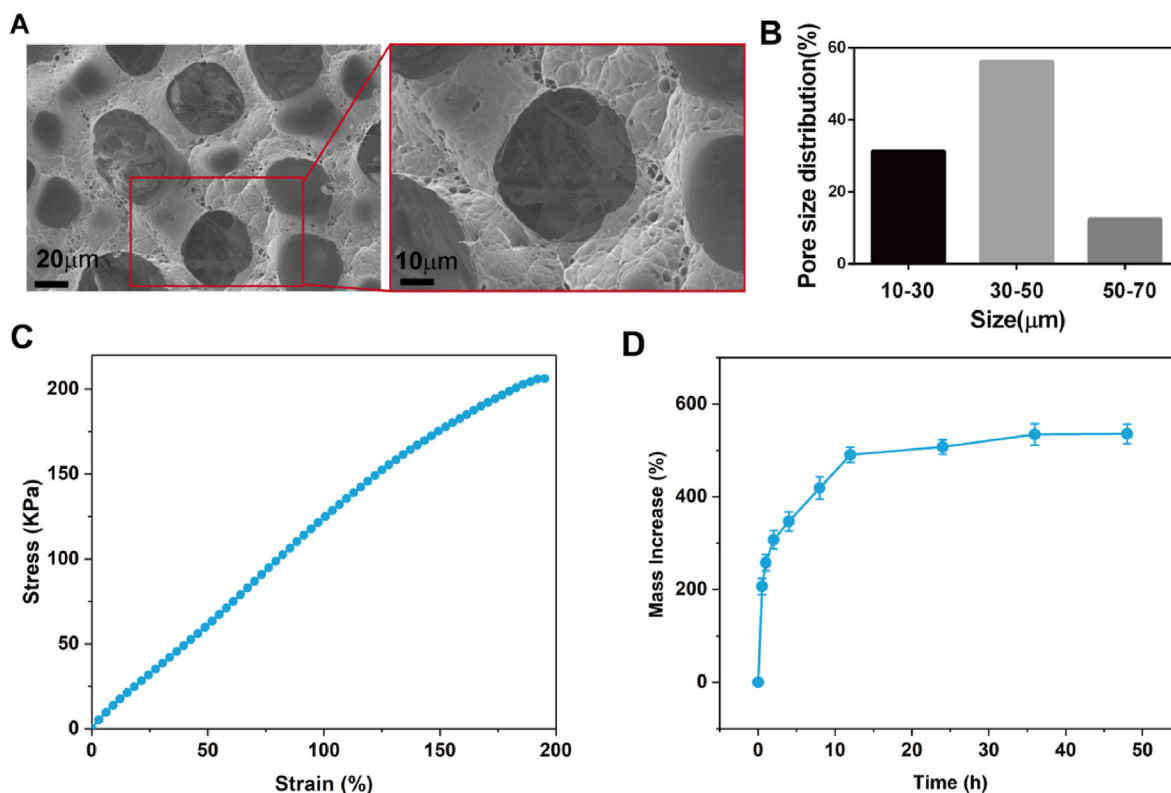 A
20μm
10μm
B
Pore size distribution(%)
60
40
20
0
10-30
30-50
50-70
Size(μm)
C
Stress (KPa)
200
150
100
50
0
0
50
100
150
200
Strain (%)
D
Mass Increase (%)
600
400
200
0
0
10
20
30
40
50
Time (h)